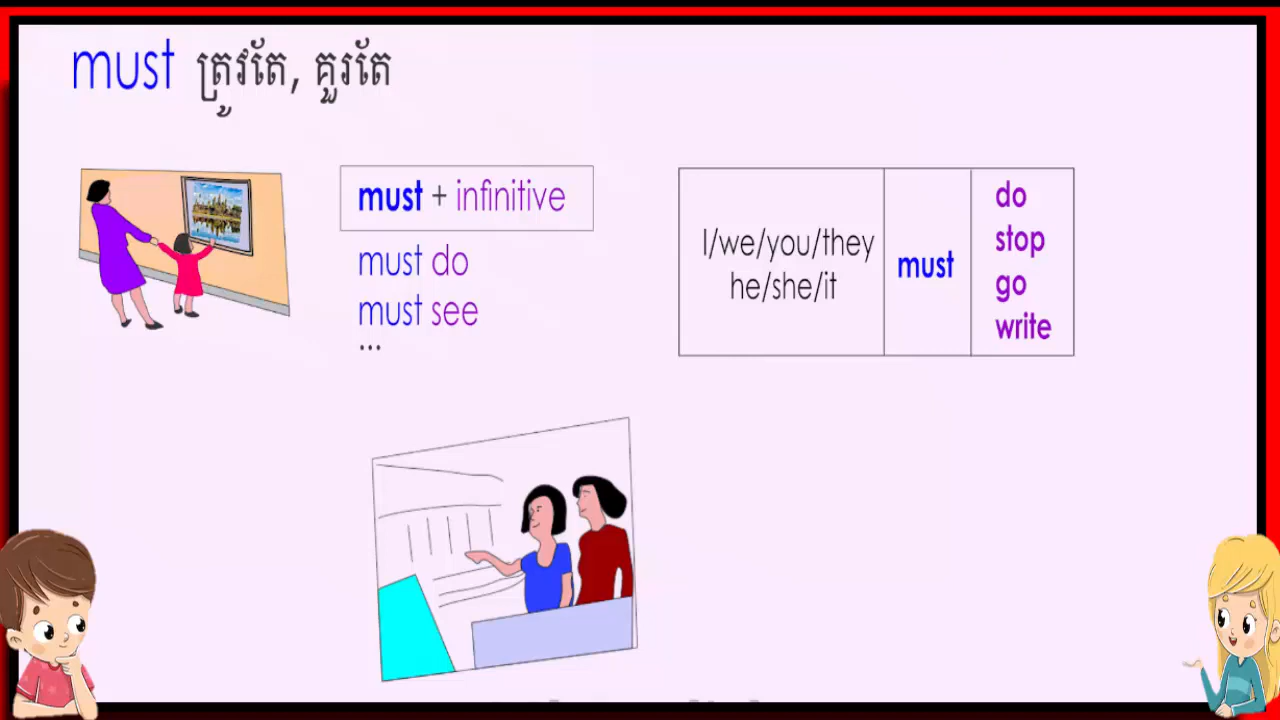 must ត្រូវតែ, គួរតែ
must + infinitive
must do
must see
...
I/we/you/they
he/she/it
must
do
stop
go
write